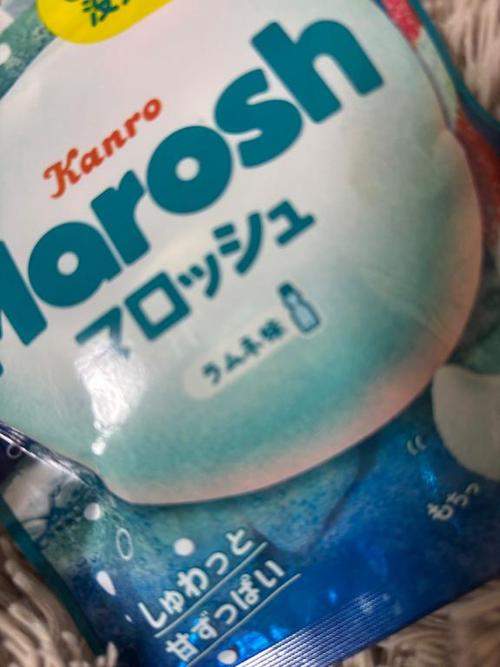 Kanro
Marosh
マロッシュ
ラムネ味
もちっ
しゅわっと
甘ずっぱい